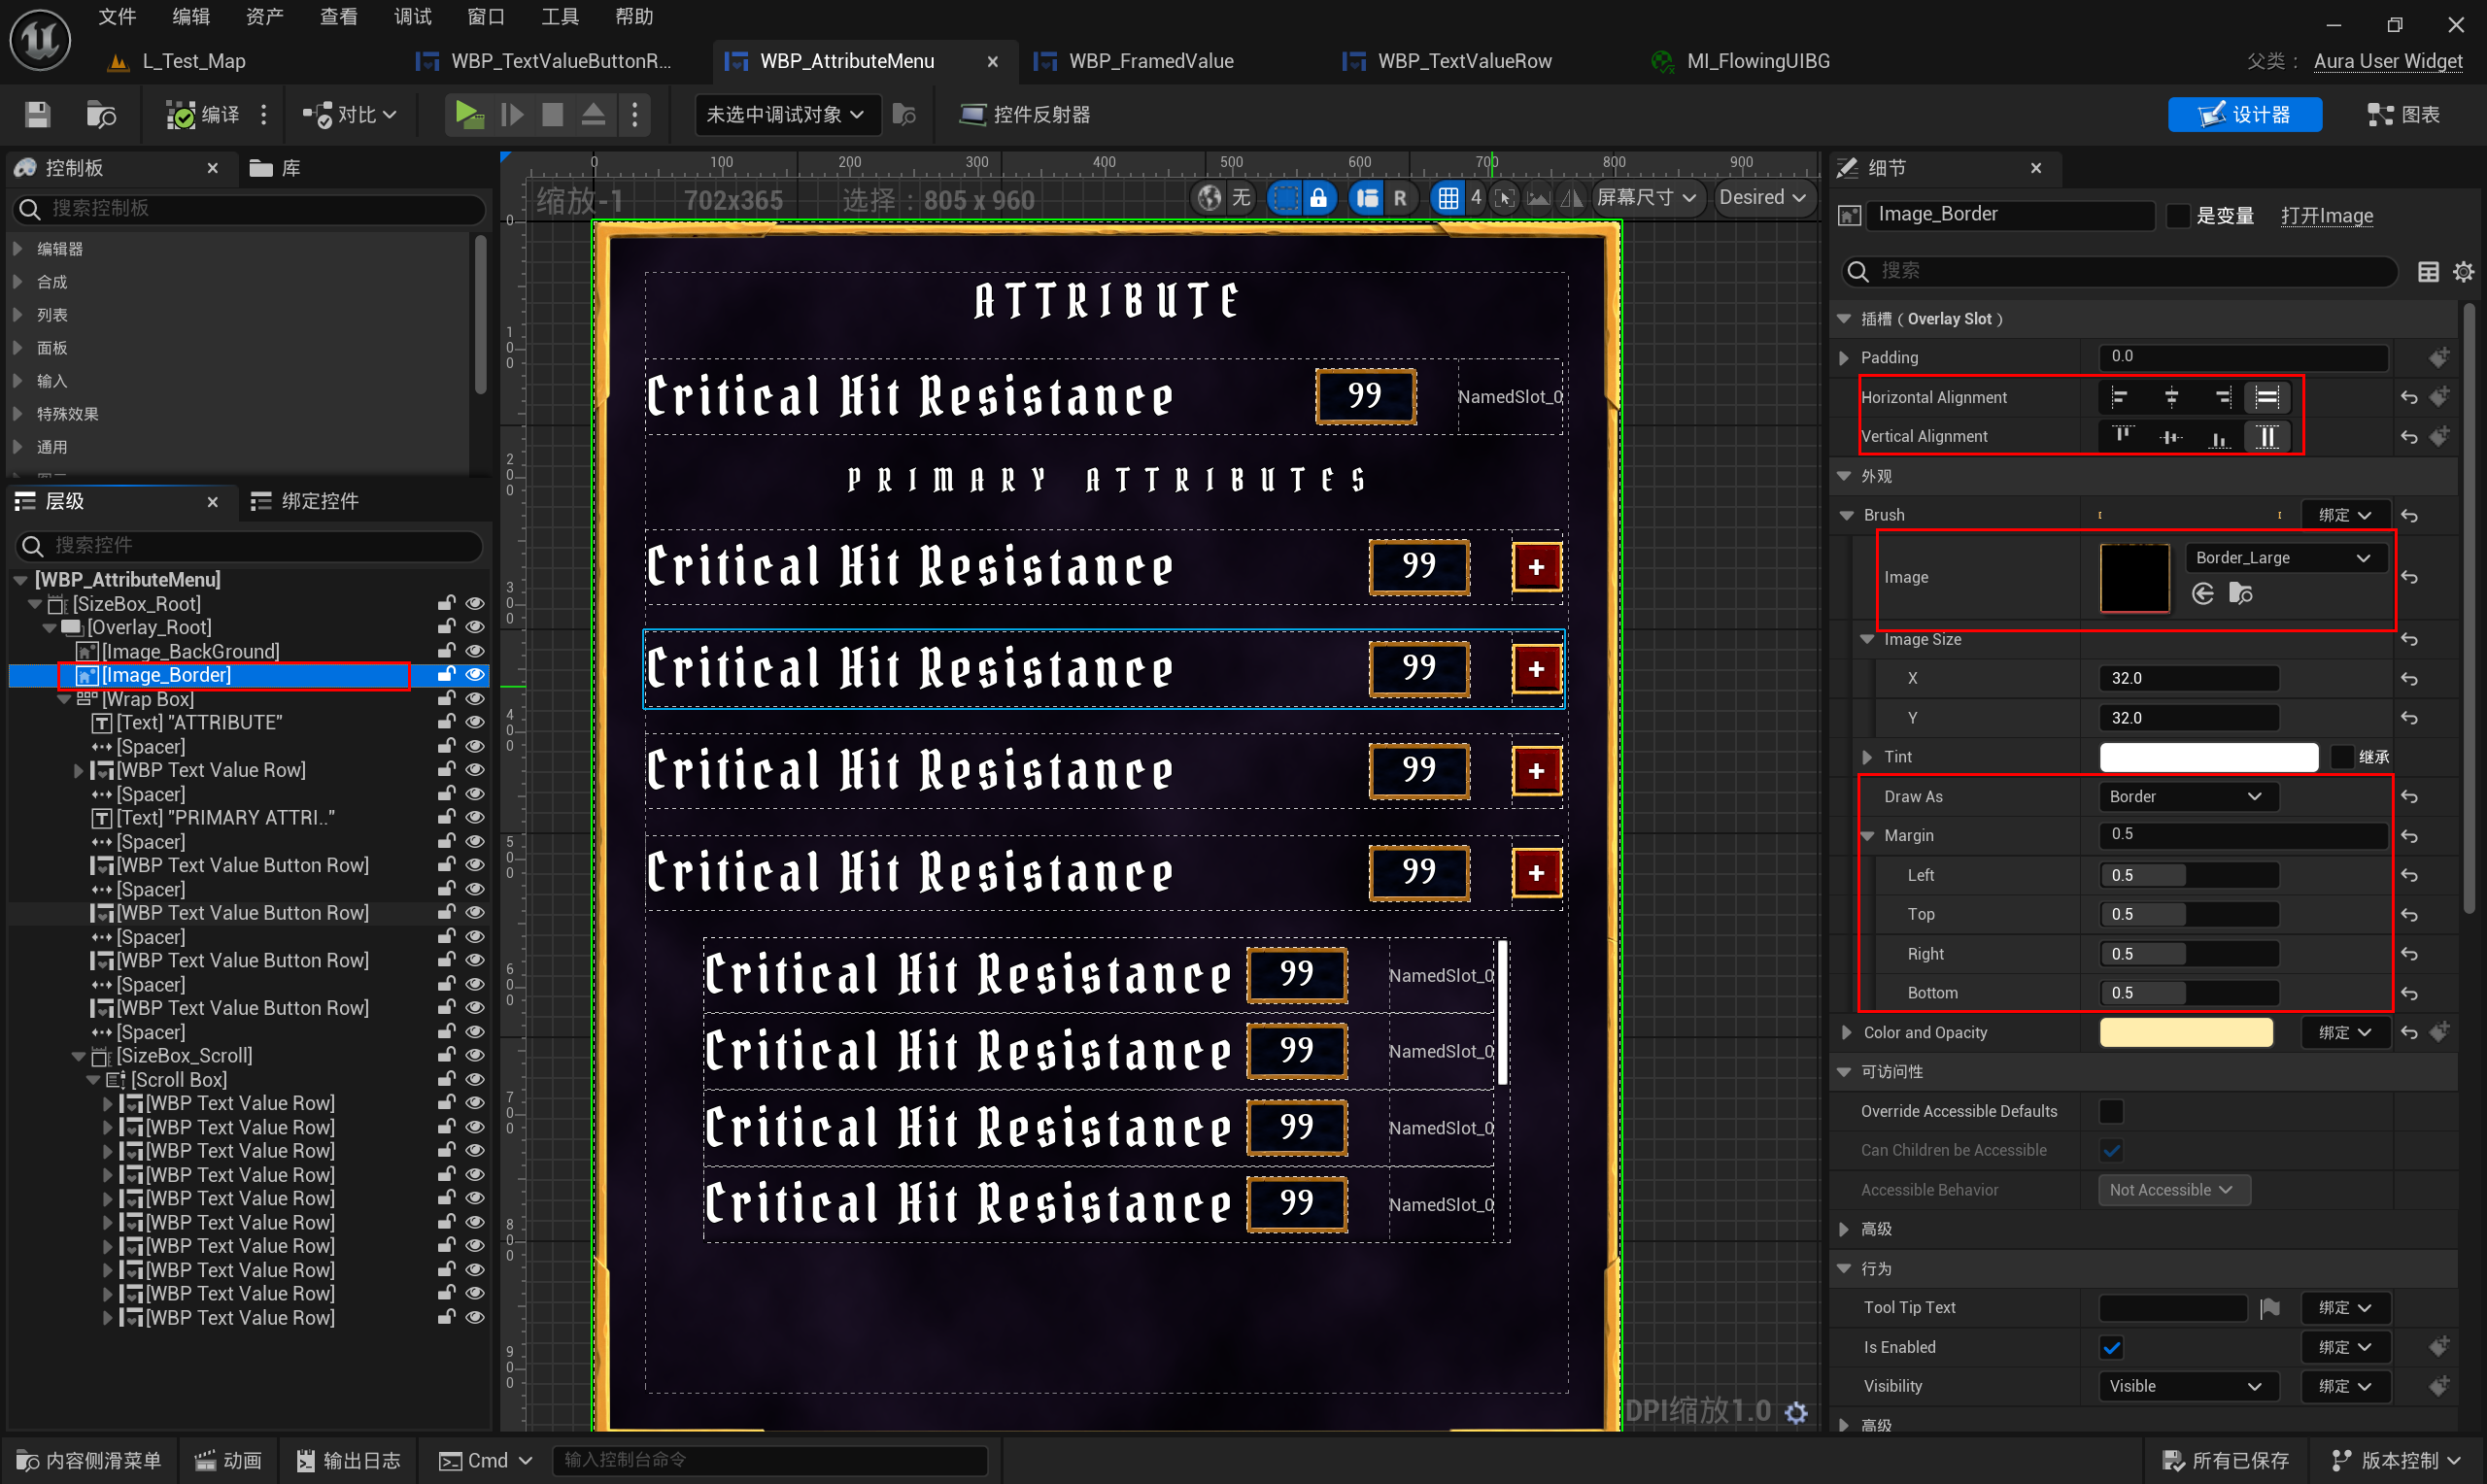 文件 编辑 资产 查看 调试 窗口 工具 帮助
L_Test_Map WBP_TextValueButtonR... WBP_AttributeMenu WBP_FramedValue WBP_TextValueRow MI_FlowingUIBG 父类： Aura User Widget
编译 对比 未选中调试对象 控件反射器 设计器 图表
控制板 库
搜索控制板
编辑器
合成
列表
面板
输入
特殊效果
通用
层级 绑定控件
搜索控件
[WBP_AttributeMenu]
[SizeBox_Root]
[Overlay_Root]
[Image_BackGround]
[Image_Border]
[Wrap Box]
[Text] "ATTRIBUTE"
[Spacer]
[WBP Text Value Row]
[Spacer]
[Text] "PRIMARY ATTRI.."
[Spacer]
[WBP Text Value Button Row]
[Spacer]
[WBP Text Value Button Row]
[Spacer]
[WBP Text Value Button Row]
[Spacer]
[WBP Text Value Button Row]
[Spacer]
[SizeBox_Scroll]
[Scroll Box]
[WBP Text Value Row]
[WBP Text Value Row]
[WBP Text Value Row]
[WBP Text Value Row]
[WBP Text Value Row]
[WBP Text Value Row]
[WBP Text Value Row]
[WBP Text Value Row]
[WBP Text Value Row]
[WBP Text Value Row]
0 100 200 300 400 500 600 700 800 900
缩放-1 702x365 选择：805 x 960 无 R 4 屏幕尺寸 Desired
0
100
200
300
400
500
600
700
800
900
ATTRIBUTE
Critical Hit Resistance 99 NamedSlot_0
PRIMARY ATTRIBUTES
Critical Hit Resistance 99 +
Critical Hit Resistance 99 +
Critical Hit Resistance 99 +
Critical Hit Resistance 99 +
Critical Hit Resistance 99 NamedSlot_0
Critical Hit Resistance 99 NamedSlot_0
Critical Hit Resistance 99 NamedSlot_0
Critical Hit Resistance 99 NamedSlot_0
DPI缩放1.0
细节
Image_Border 是变量 打开Image
搜索
插槽（Overlay Slot）
Padding 0.0
Horizontal Alignment
Vertical Alignment
外观
Brush 绑定
Image Border_Large
Image Size
X 32.0
Y 32.0
Tint 继承
Draw As Border
Margin 0.5
Left 0.5
Top 0.5
Right 0.5
Bottom 0.5
Color and Opacity 绑定
可访问性
Override Accessible Defaults
Can Children be Accessible
Accessible Behavior Not Accessible
高级
行为
Tool Tip Text 绑定
Is Enabled 绑定
Visibility Visible 绑定
高级
内容侧滑菜单 动画 输出日志 Cmd 输入控制台命令 所有已保存 版本控制